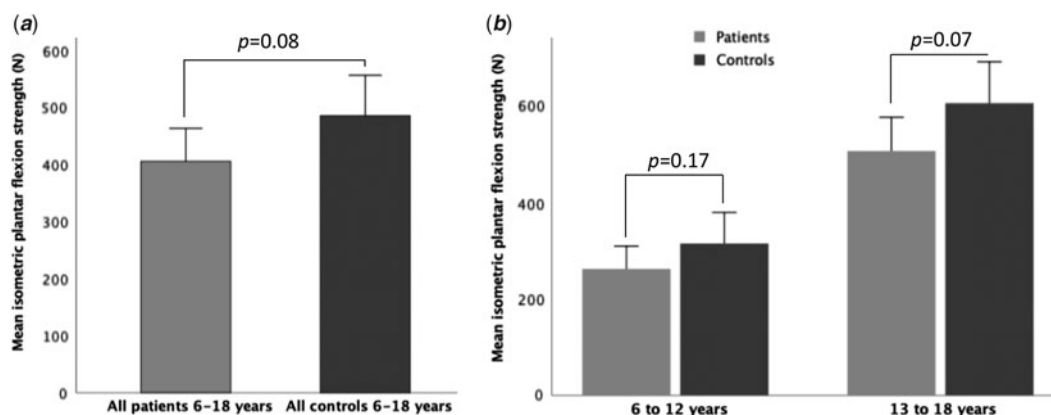 (a)
Mean isometric plantar flexion strength (N)
600
500
400
300
200
100
0
p=0.08
All patients 6–18 years
All controls 6–18 years
(b)
Mean isometric plantar flexion strength (N)
600
400
200
0
Patients
Controls
p=0.17
p=0.07
6 to 12 years
13 to 18 years